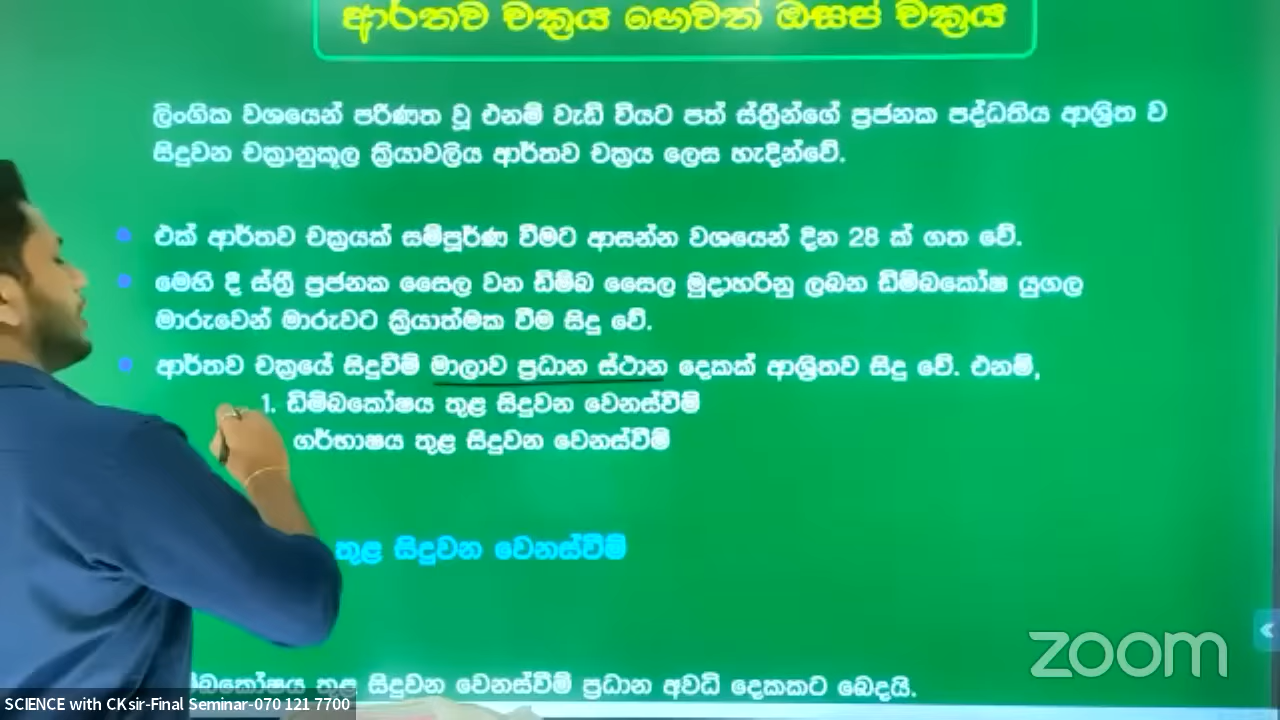 ආර්තව චක්‍රය හෙවත් ඔසප් චක්‍රය
ලිංගික වශයෙන් පරිණත වූ එනම් වැඩි වියට පත් ස්ත්‍රීන්ගේ ප්‍රජනක පද්ධතිය ආශ්‍රිත ව
සිදුවන චක්‍රානුකූල ක්‍රියාවලිය ආර්තව චක්‍රය ලෙස හැදින්වේ.
එක් ආර්තව චක්‍රයක් සම්පූර්ණ වීමට ආසන්න වශයෙන් දින 28 ක් ගත වේ.
මෙහි දී ස්ත්‍රී ප්‍රජනක සෛල වන ඩිම්බ සෛල මුදාහරිනු ලබන ඩිම්බකෝෂ යුගල
මාරුවෙන් මාරුවට ක්‍රියාත්මක වීම සිදු වේ.
ආර්තව චක්‍රයේ සිදුවීම් මාලාව ප්‍රධාන ස්ථාන දෙකක් ආශ්‍රිතව සිදු වේ. එනම්,
1. ඩිම්බකෝෂය තුළ සිදුවන වෙනස්වීම්
ගර්භාෂය තුළ සිදුවන වෙනස්වීම්
තුළ සිදුවන වෙනස්වීම්
තුළ සිදුවන වෙනස්වීම් ප්‍රධාන අවධි දෙකකට බෙදයි.
zoom
SCIENCE with CKsir-Final Seminar-070 121 7700